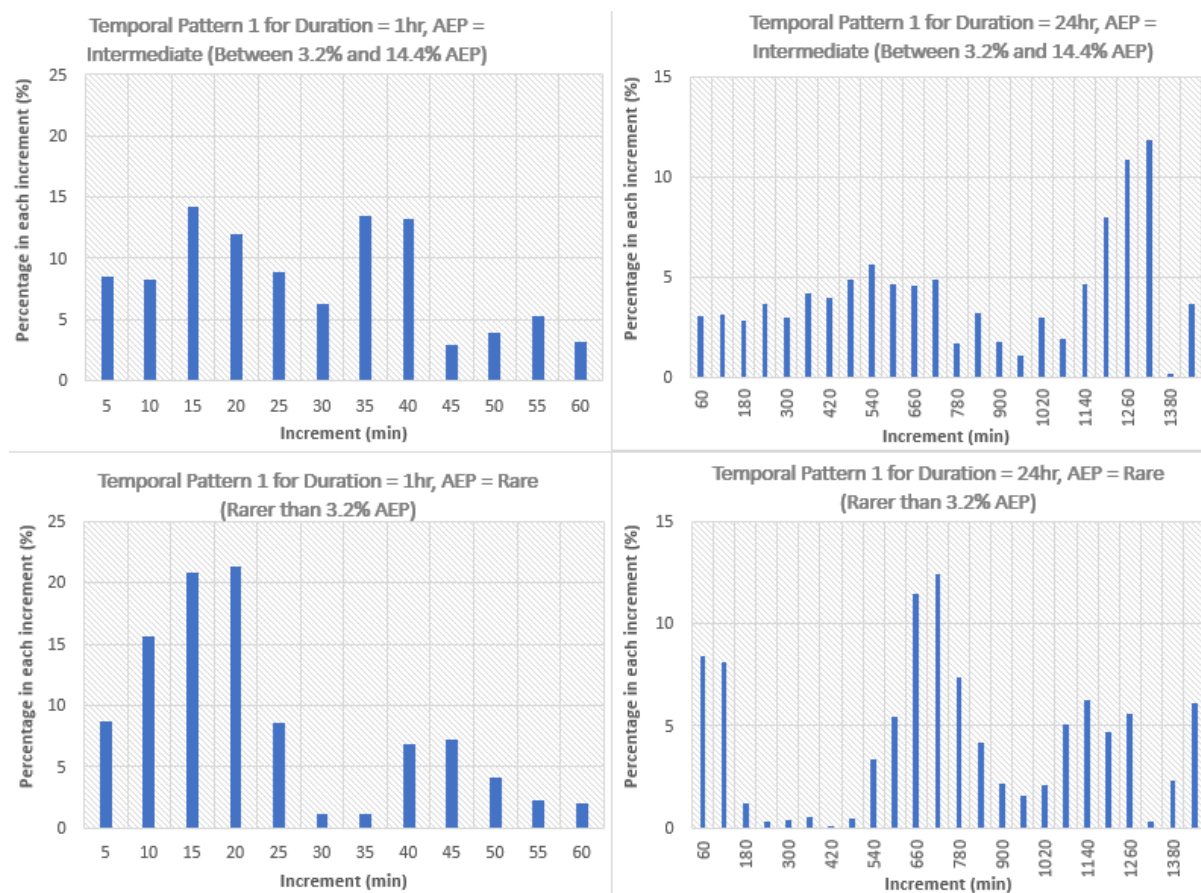 Temporal Pattern 1 for Duration = 1hr, AEP =
Intermediate (Between 3.2% and 14.4% AEP)
Percentage in each increment (%)
25
20
15
10
5
0
5 10 15 20 25 30 35 40 45 50 55 60
Increment (min)
Temporal Pattern 1 for Duration = 24hr, AEP =
Intermediate (Between 3.2% and 14.4% AEP)
Percentage in each increment (%)
15
10
5
0
60 180 300 420 540 660 780 900 1020 1140 1260 1380
Increment (min)
Temporal Pattern 1 for Duration = 1hr, AEP = Rare
(Rarer than 3.2% AEP)
Percentage in each increment (%)
25
20
15
10
5
0
5 10 15 20 25 30 35 40 45 50 55 60
Increment (min)
Temporal Pattern 1 for Duration = 24hr, AEP = Rare
(Rarer than 3.2% AEP)
Percentage in each increment (%)
15
10
5
0
60 180 300 420 540 660 780 900 1020 1140 1260 1380
Increment (min)